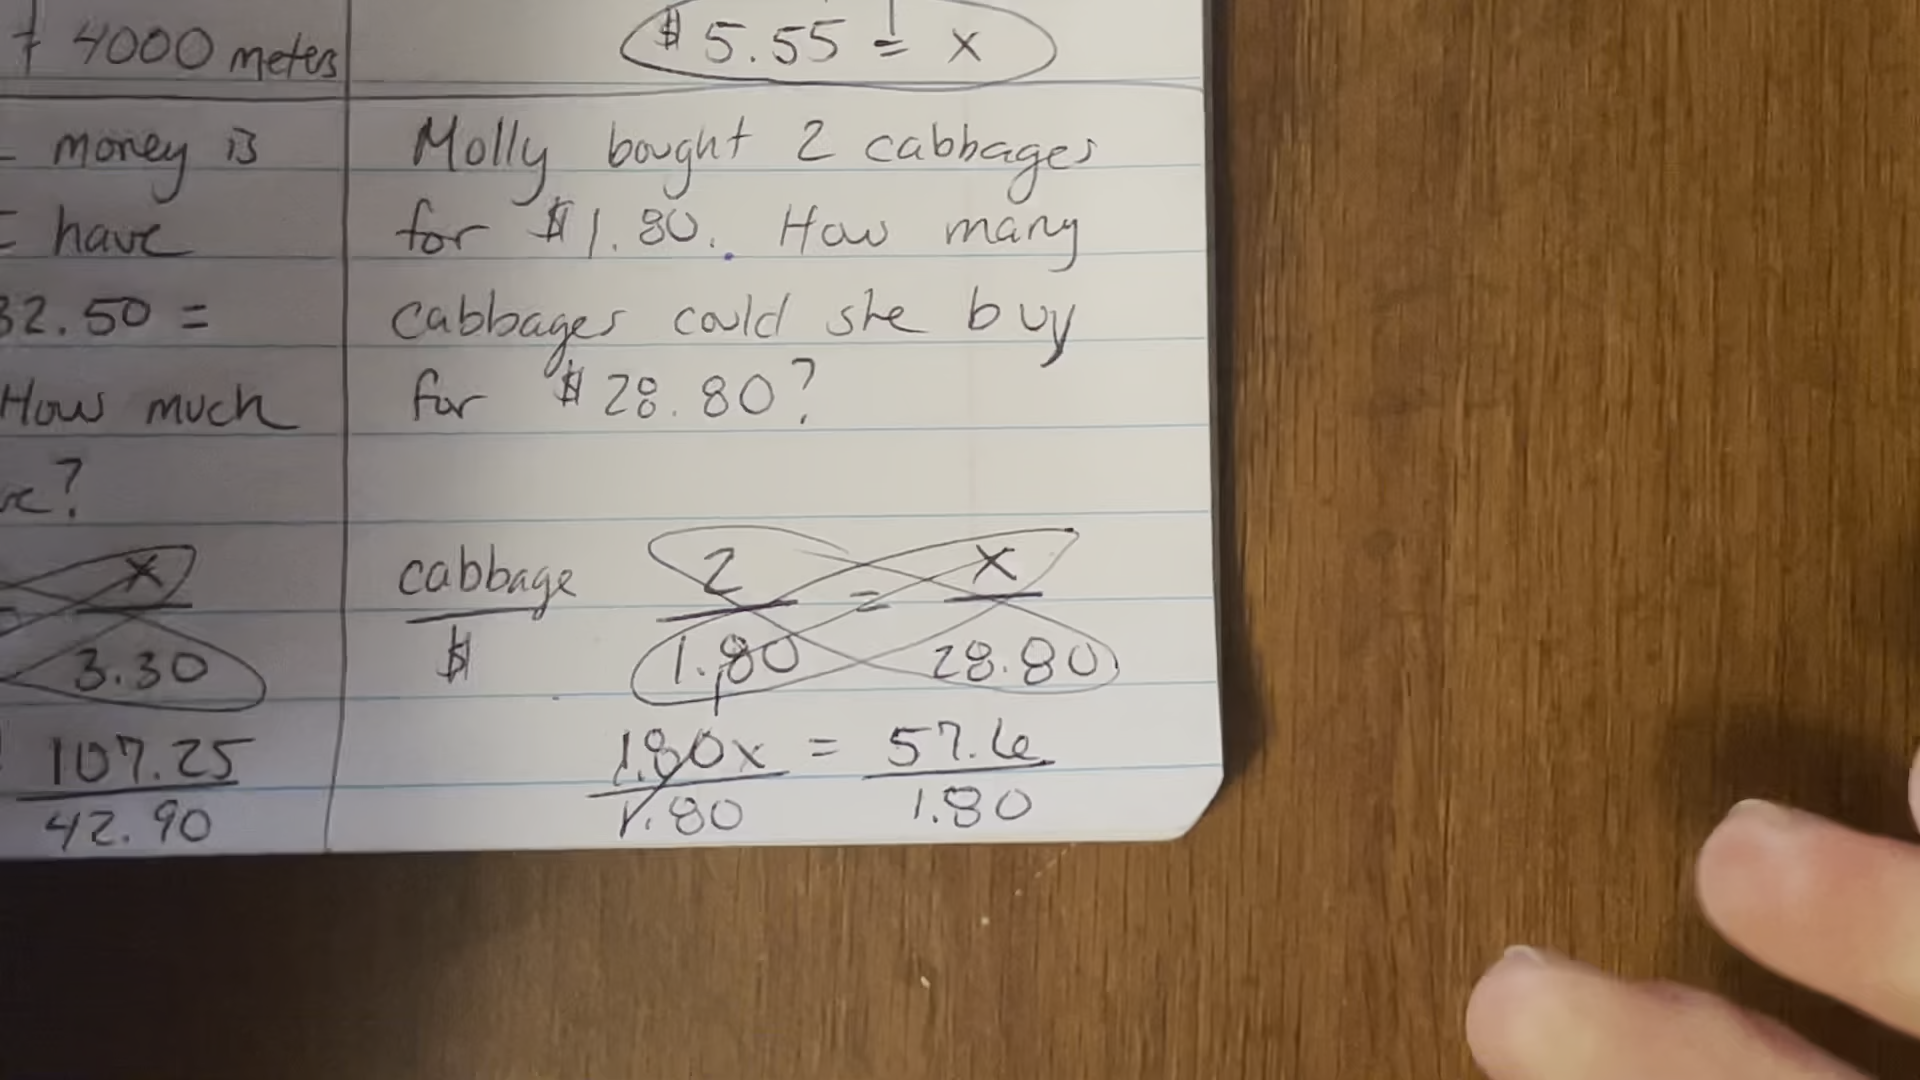 4000 meters
$5.55 = x
money is
have
32.50 =
How much
?
x
3.30
107.25
42.90
Molly bought 2 cabbages
for $1.80. How many
cabbages could she buy
for $28.80?
cabbage 2 = x
$ 1.80 28.80
1.80x = 57.6
1.80 1.80